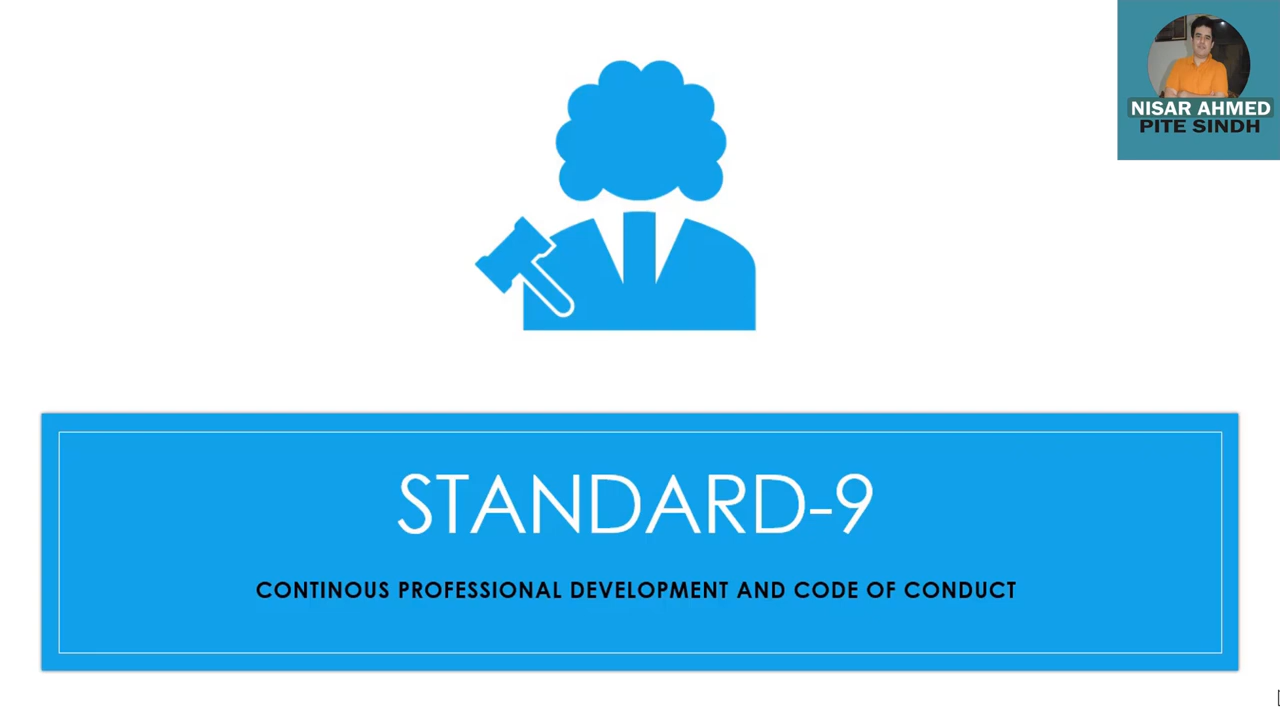 NISAR AHMED
PITE SINDH
STANDARD-9
CONTINOUS PROFESSIONAL DEVELOPMENT AND CODE OF CONDUCT